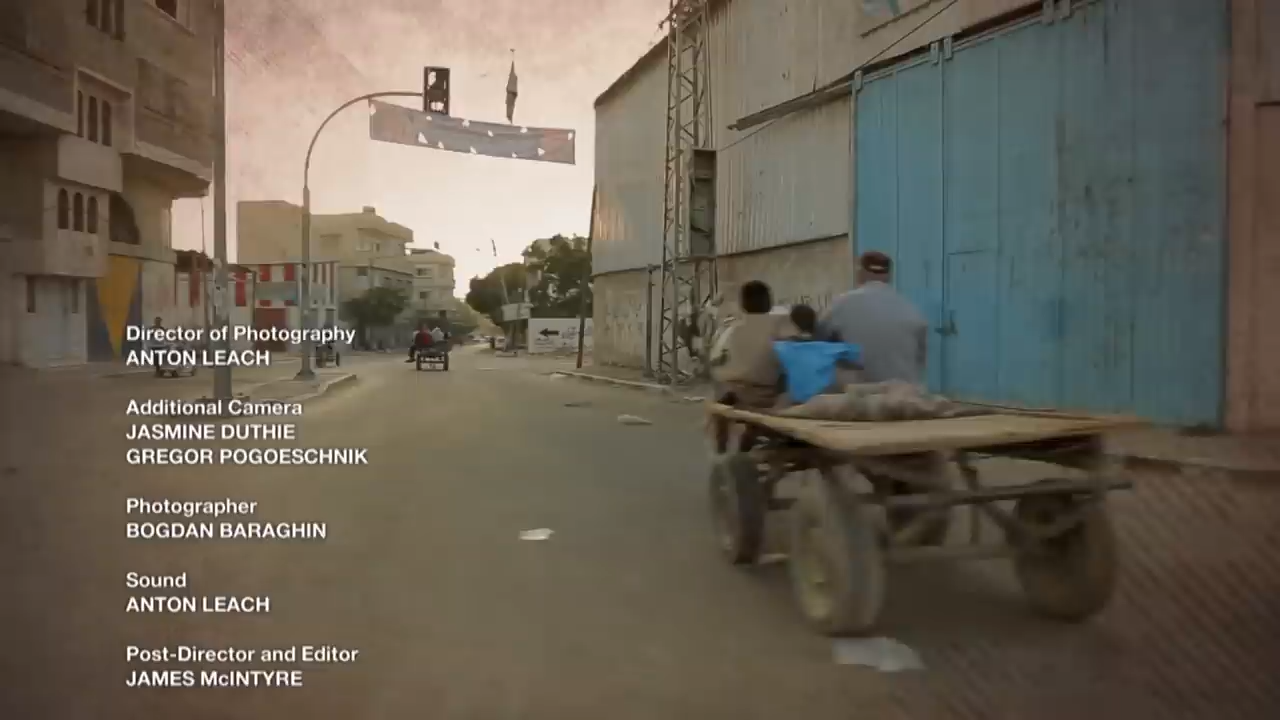 Director of Photography
ANTON LEACH
Additional Camera
JASMINE DUTHIE
GREGOR POGOESCHNIK
Photographer
BOGDAN BARAGHIN
Sound
ANTON LEACH
Post-Director and Editor
JAMES McINTYRE